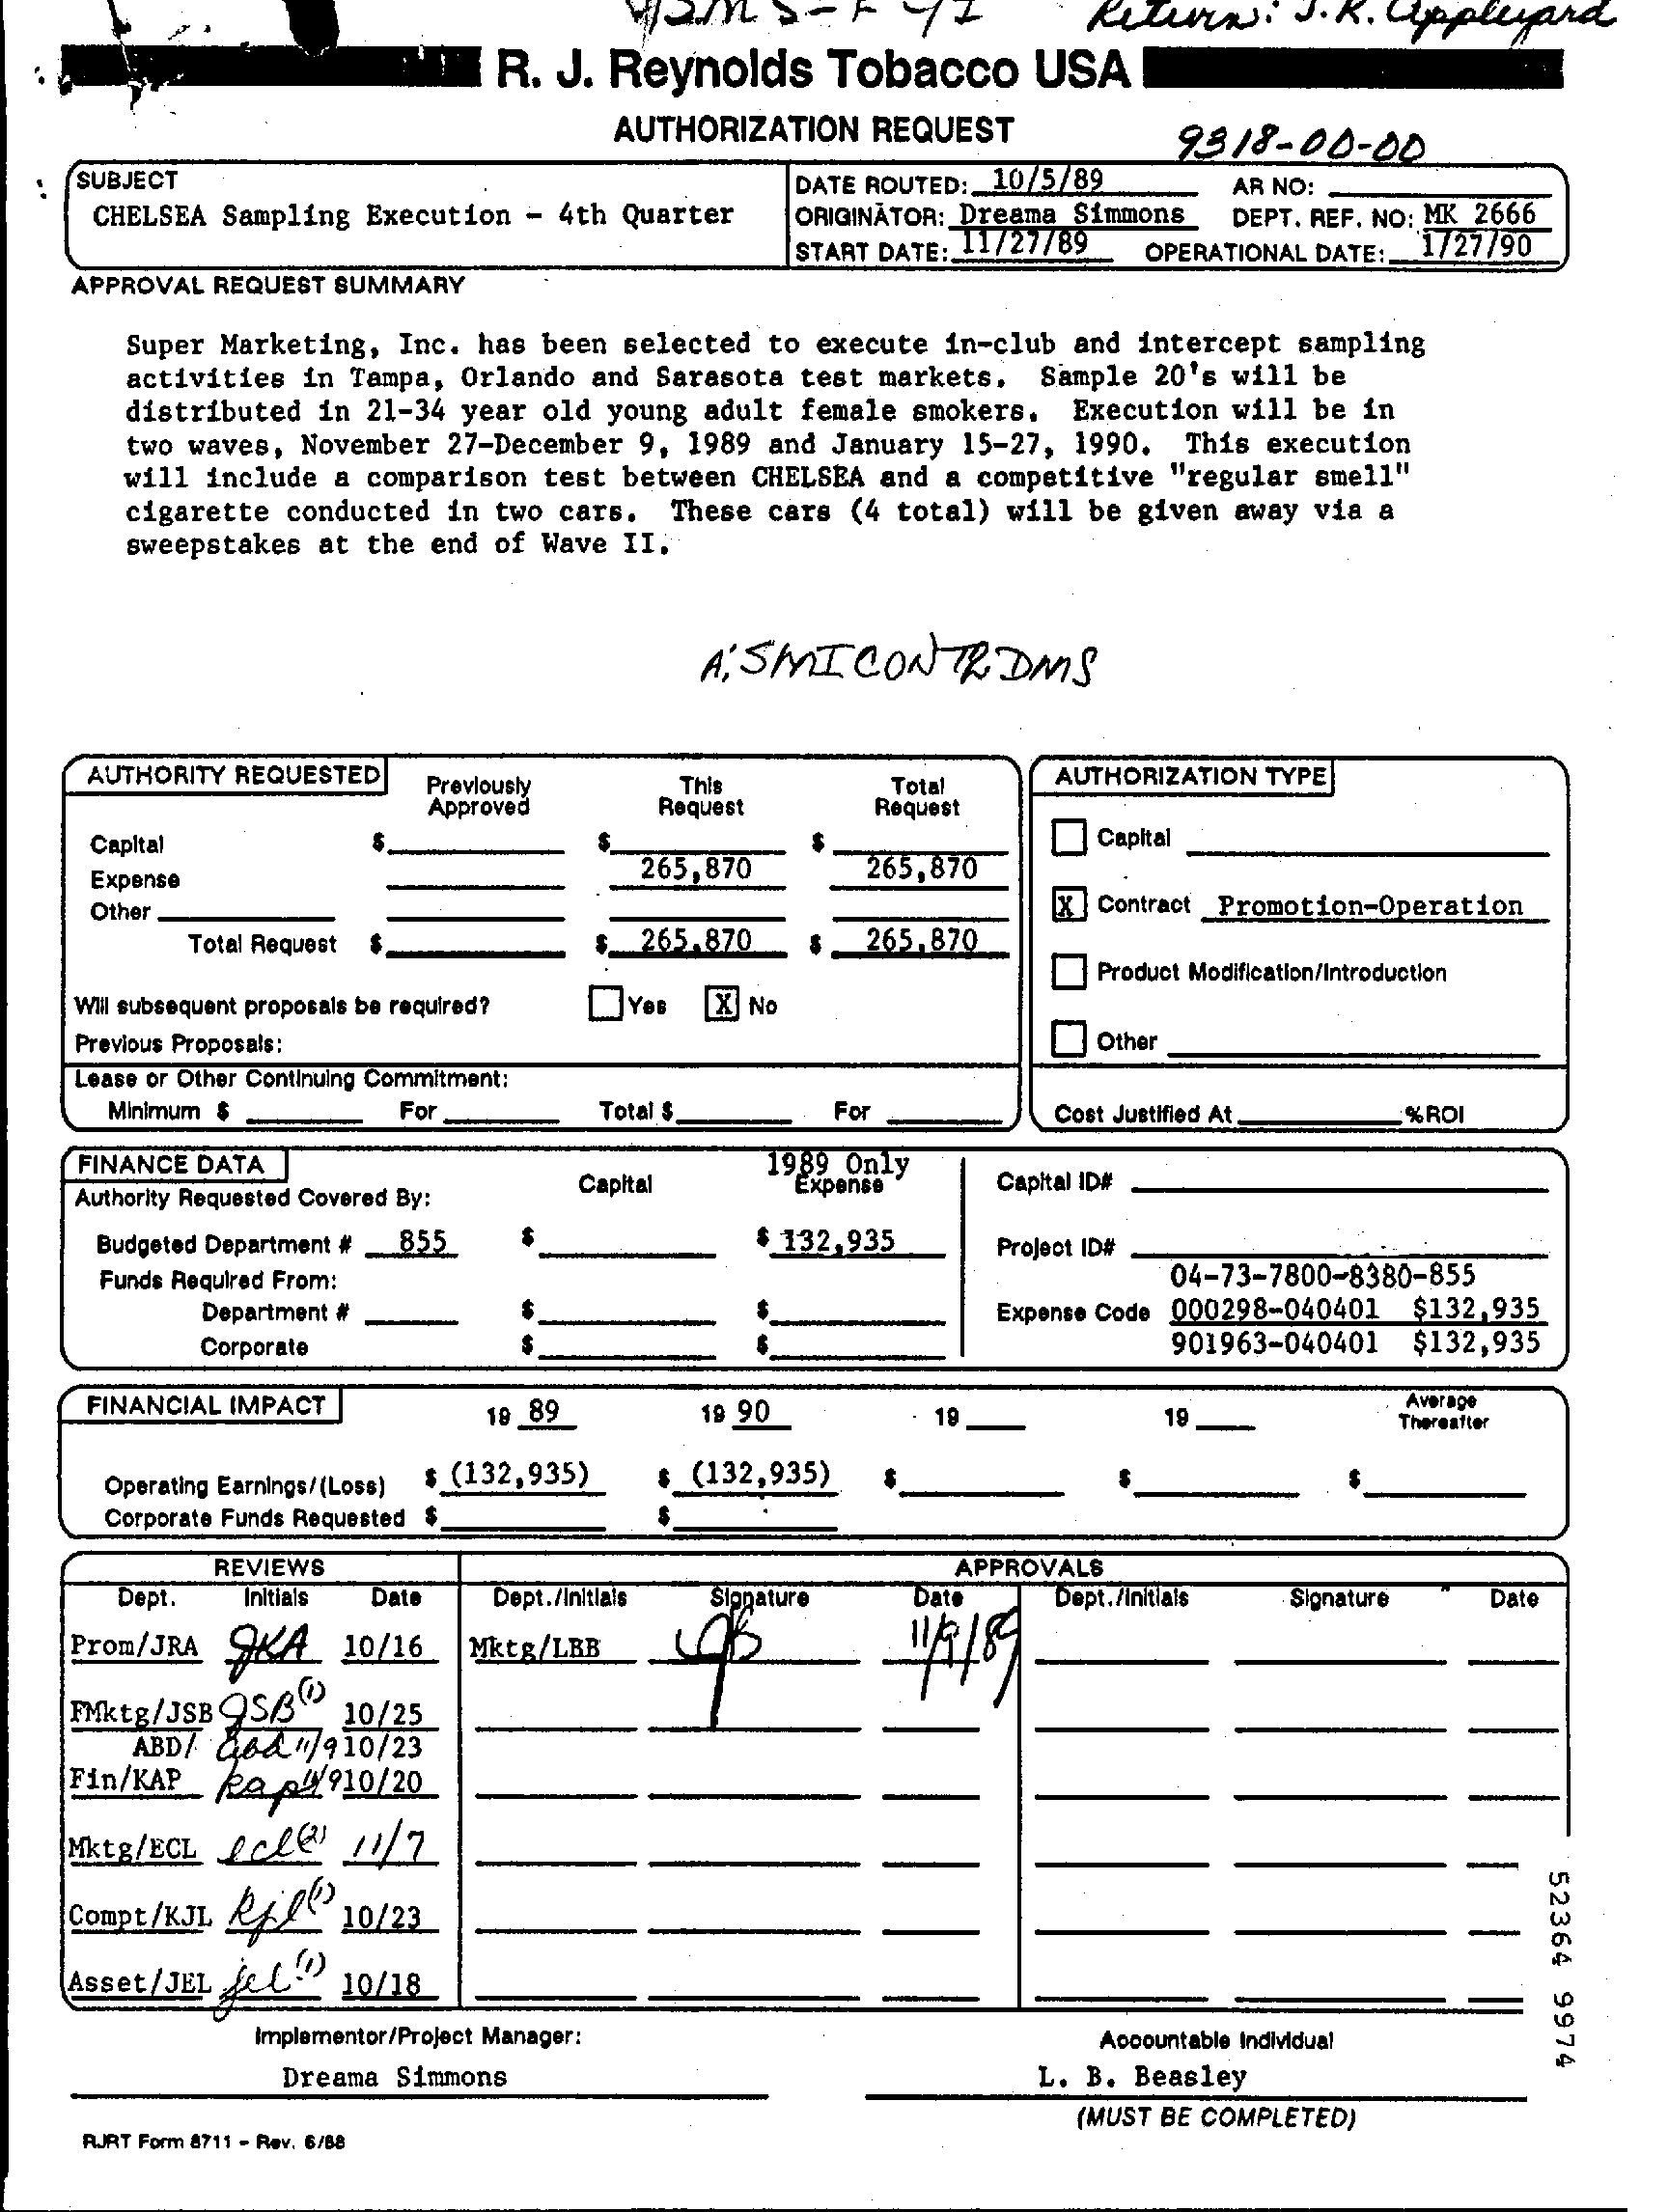 Return: J.R. Appleyard
R. J. Reynolds Tobacco USA
AUTHORIZATION REQUEST
9318-00-00
SUBJECT
CHELSEA Sampling Execution - 4th Quarter
DATE ROUTED: 10/5/89 AR NO:
ORIGINATOR: Dreama Simmons DEPT. REF. NO: MK 2666
START DATE: 11/27/89 OPERATIONAL DATE: 1/27/90
APPROVAL REQUEST SUMMARY
Super Marketing, Inc. has been selected to execute in-club and intercept sampling
activities in Tampa, Orlando and Sarasota test markets. Sample 20's will be
distributed in 21-34 year old young adult female smokers. Execution will be in
two waves, November 27-December 9, 1989 and January 15-27, 1990. This execution
will include a comparison test between CHELSEA and a competitive "regular smell"
cigarette conducted in two cars. These cars (4 total) will be given away via a
sweepstakes at the end of Wave II.
A:SMICONTRDMS
AUTHORITY REQUESTED
Previously Approved This Request Total Request
Capital $ $ $
Expense 265,870 265,870
Other
Total Request $ $ 265,870 $ 265,870
Will subsequent proposals be required? Yes X No
Previous Proposals:
Lease or Other Continuing Commitment:
Minimum $ For Total $ For
AUTHORIZATION TYPE
Capital
X Contract Promotion-Operation
Product Modification/Introduction
Other
Cost Justified At %ROI
FINANCE DATA
Authority Requested Covered By: Capital 1989 Only Expense
Budgeted Department # 855 $ $ 132,935
Funds Required From:
Department # $ $
Corporate $ $
Capital ID#
Project ID#
04-73-7800-8380-855
Expense Code 000298-040401 $132,935
901963-040401 $132,935
FINANCIAL IMPACT
19 89 19 90 19 19 Average Thereafter
Operating Earnings/(Loss) $ (132,935) $ (132,935) $ $ $
Corporate Funds Requested $ $
REVIEWS APPROVALS
Dept. Initials Date Dept./Initials Signature Date Dept./Initials Signature Date
Prom/JRA JKA 10/16 Mktg/LBB 11/9/89
FMktg/JSB JSB (1) 10/25
ABD/ abd 11/9 10/23
Fin/KAP kap 11/9 10/20
Mktg/ECL ecl (2) 11/7
Compt/KJL kjl (1) 10/23
Asset/JEL jel (1) 10/18
52364 9974
Implementor/Project Manager: Accountable Individual
Dreama Simmons L. B. Beasley
(MUST BE COMPLETED)
RJRT Form 8711 - Rev. 6/88